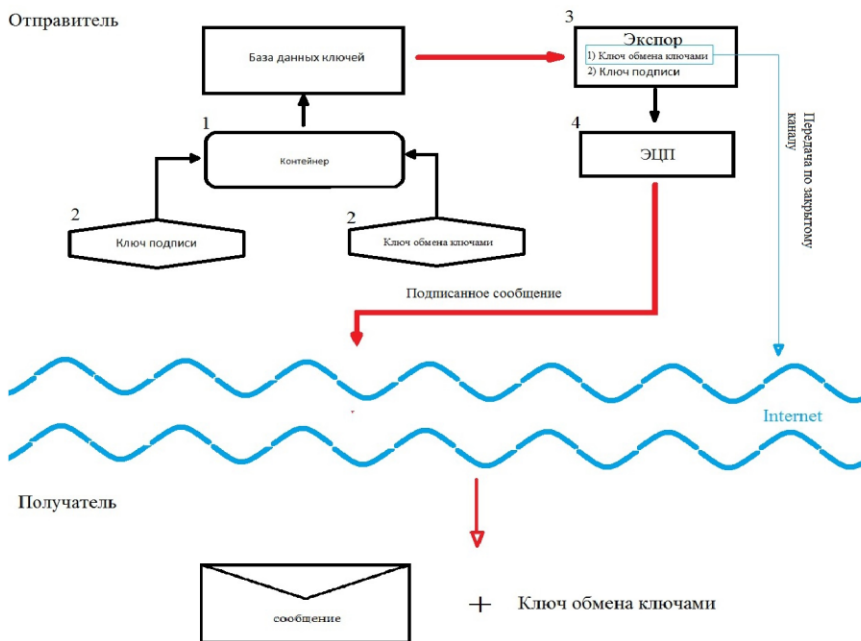 Отправитель
3
Экспор
База данных ключей
1) Ключ обмена ключами
2) Ключ подписи
1
4
Контейнер
ЭЦП
Передача по закрытому
каналу
2
Ключ подписи
2
Ключ обмена ключами
Подписанное сообщение
Internet
Получатель
сообщение
+ Ключ обмена ключами